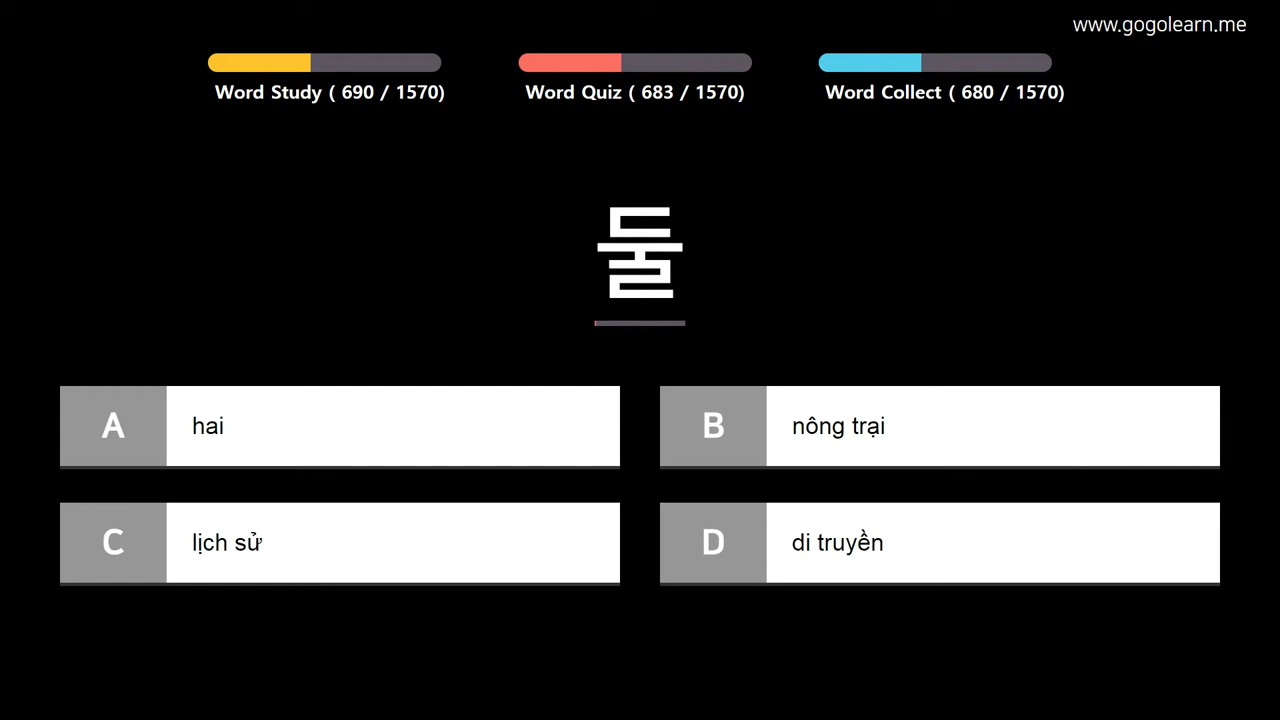 www.gogolearn.me
Word Study ( 690 / 1570)
Word Quiz ( 683 / 1570)
Word Collect ( 680 / 1570)
둘
A
hai
B
nông trại
C
lịch sử
D
di truyền